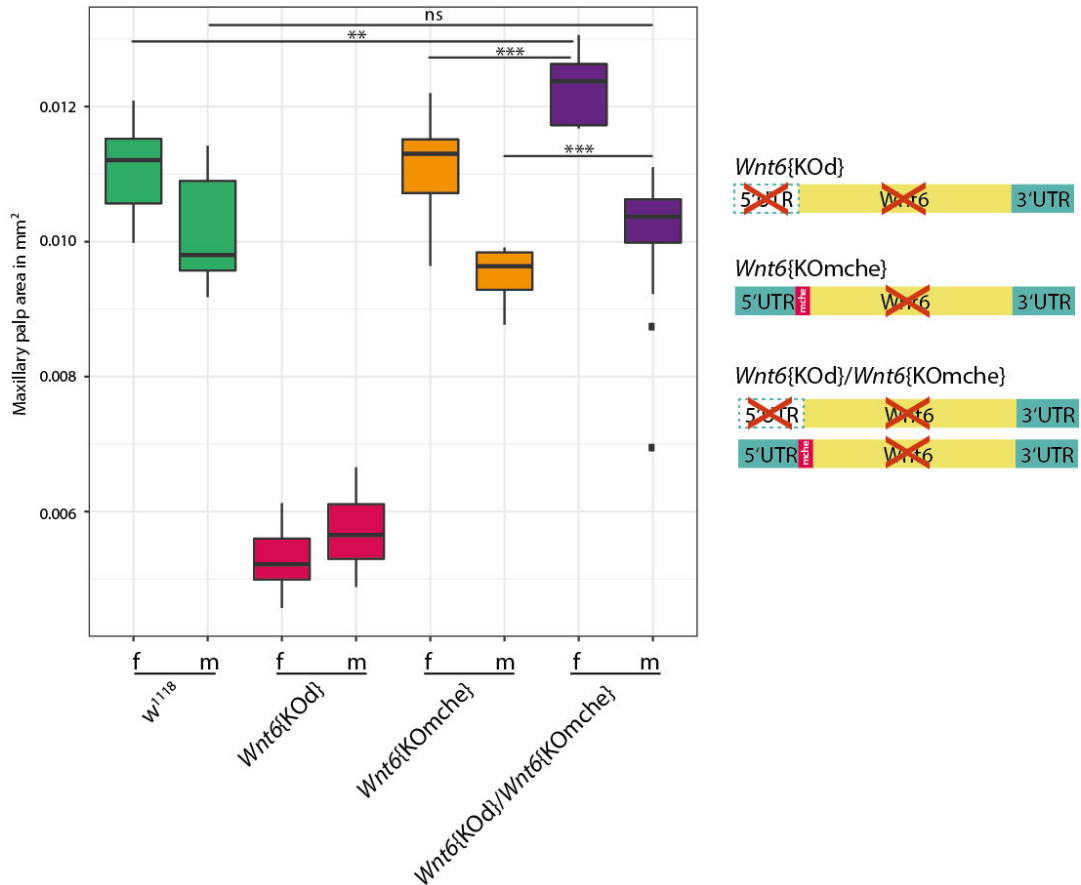 ns
**
***
***
Maxillary palp area in mm²
0.012
0.010
0.008
0.006
f m f m f m f m
w¹¹¹⁸
Wnt6{KOd}
Wnt6{KOmche}
Wnt6{KOd}/Wnt6{KOmche}
Wnt6{KOd}
5'UTR Wnt6 3'UTR
Wnt6{KOmche}
5'UTR mche Wnt6 3'UTR
Wnt6{KOd}/Wnt6{KOmche}
5'UTR Wnt6 3'UTR
5'UTR mche Wnt6 3'UTR